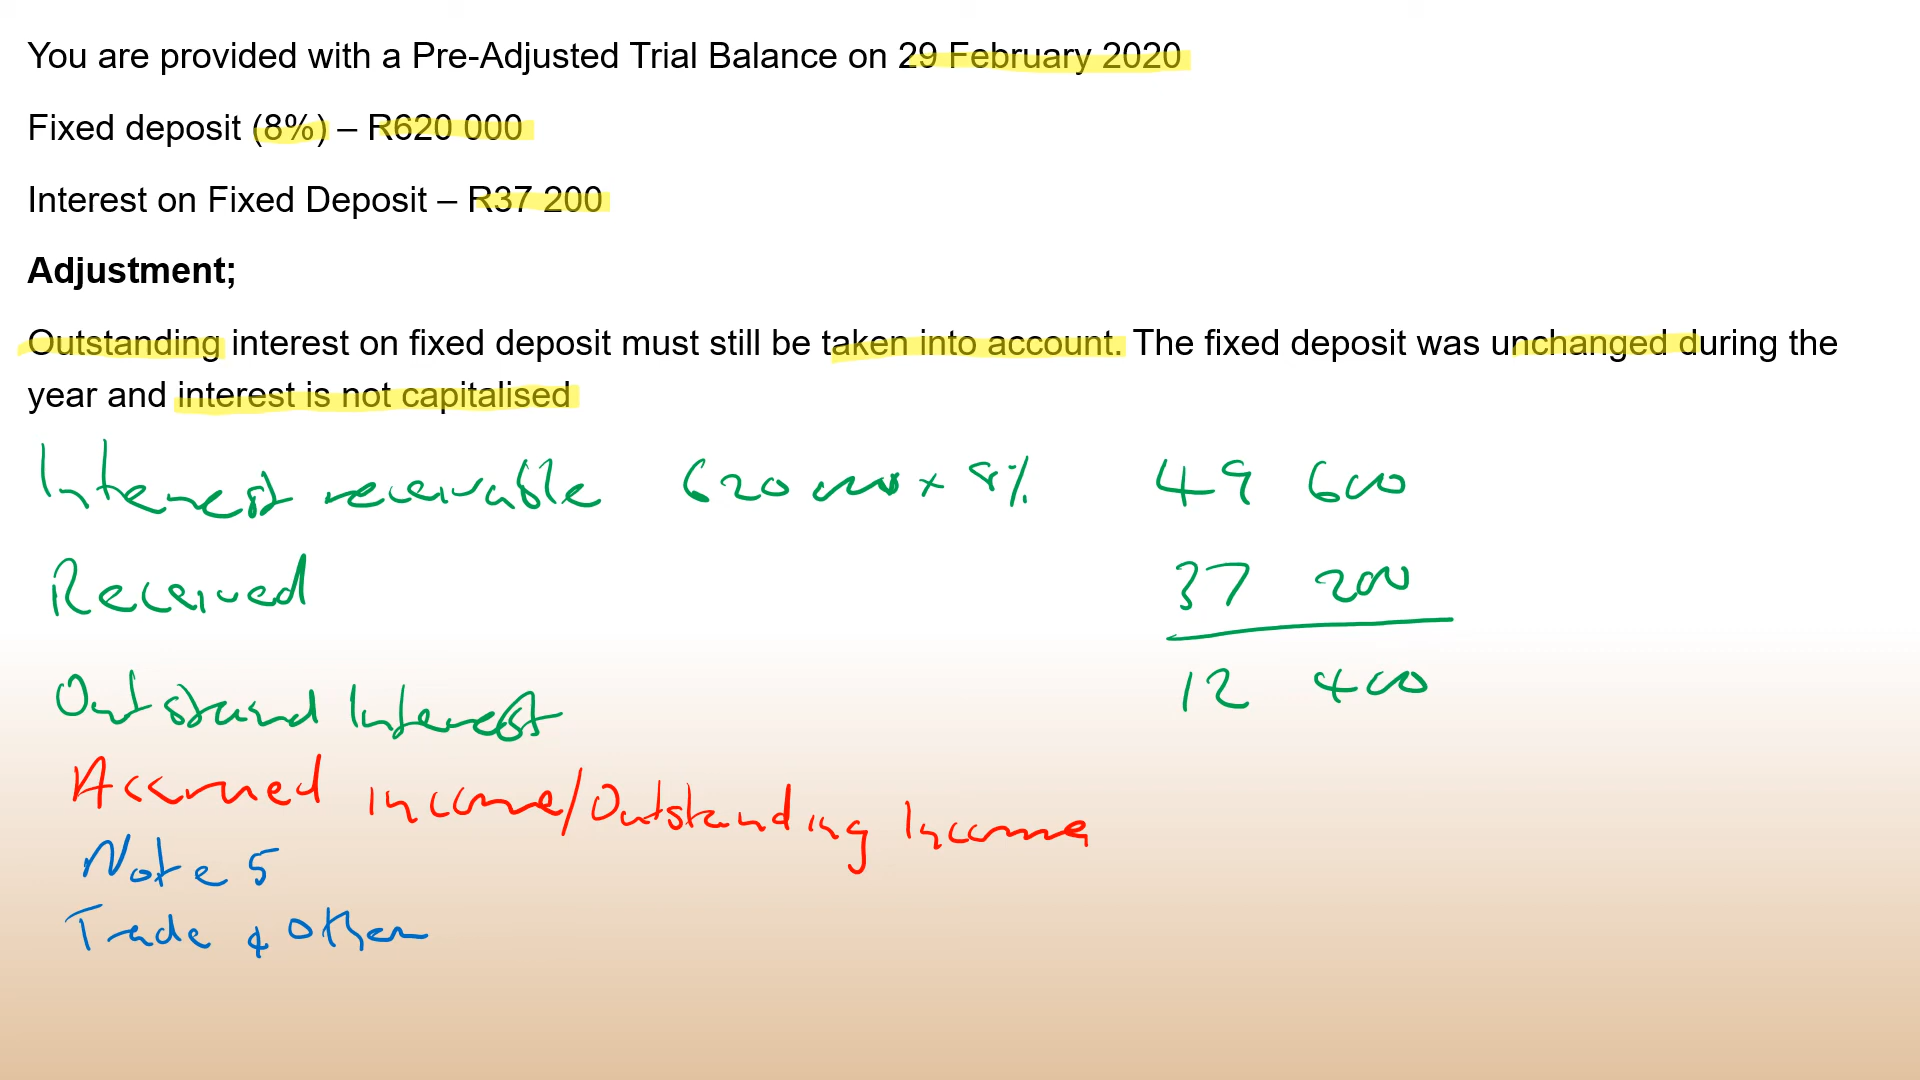 You are provided with a Pre-Adjusted Trial Balance on 29 February 2020
Fixed deposit (8%) – R620 000
Interest on Fixed Deposit – R37 200
Adjustment;
Outstanding interest on fixed deposit must still be taken into account. The fixed deposit was unchanged during the
year and interest is not capitalised
Interest receivable 620 000 x 8% 49 600
Received 37 200
Outstand Interest 12 400
Accrued income/Outstanding Income
Note 5
Trade & Other